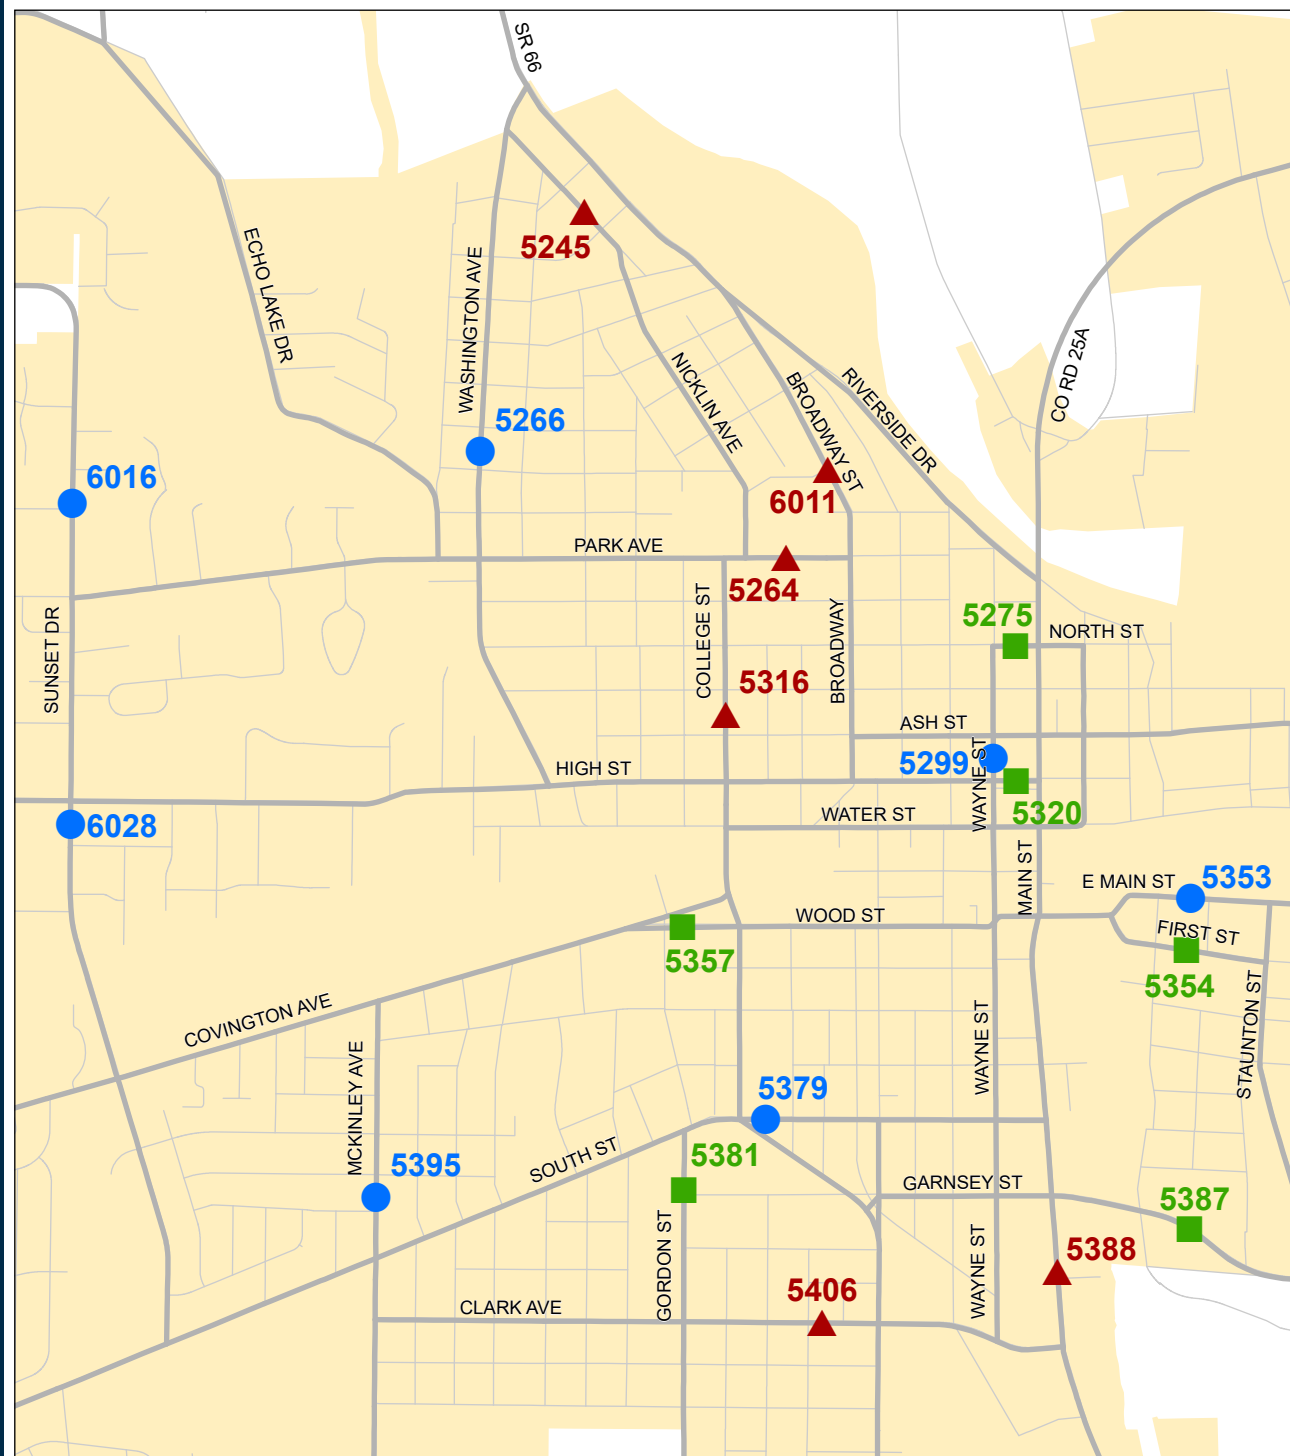 SR 66
5245
ECHO LAKE DR
WASHINGTON AVE
CO RD 25A
NICKLIN AVE
BROADWAY ST
RIVERSIDE DR
5266
6016
6011
PARK AVE
5264
COLLEGE ST
BROADWAY
5275
NORTH ST
SUNSET DR
5316
ASH ST
5299
WAYNE ST
HIGH ST
5320
WATER ST
6028
MAIN ST
E MAIN ST
5353
WOOD ST
FIRST ST
5357
5354
COVINGTON AVE
STAUNTON ST
WAYNE ST
MCKINLEY AVE
5379
SOUTH ST
5381
5395
GARNSEY ST
5387
GORDON ST
WAYNE ST
5388
5406
CLARK AVE